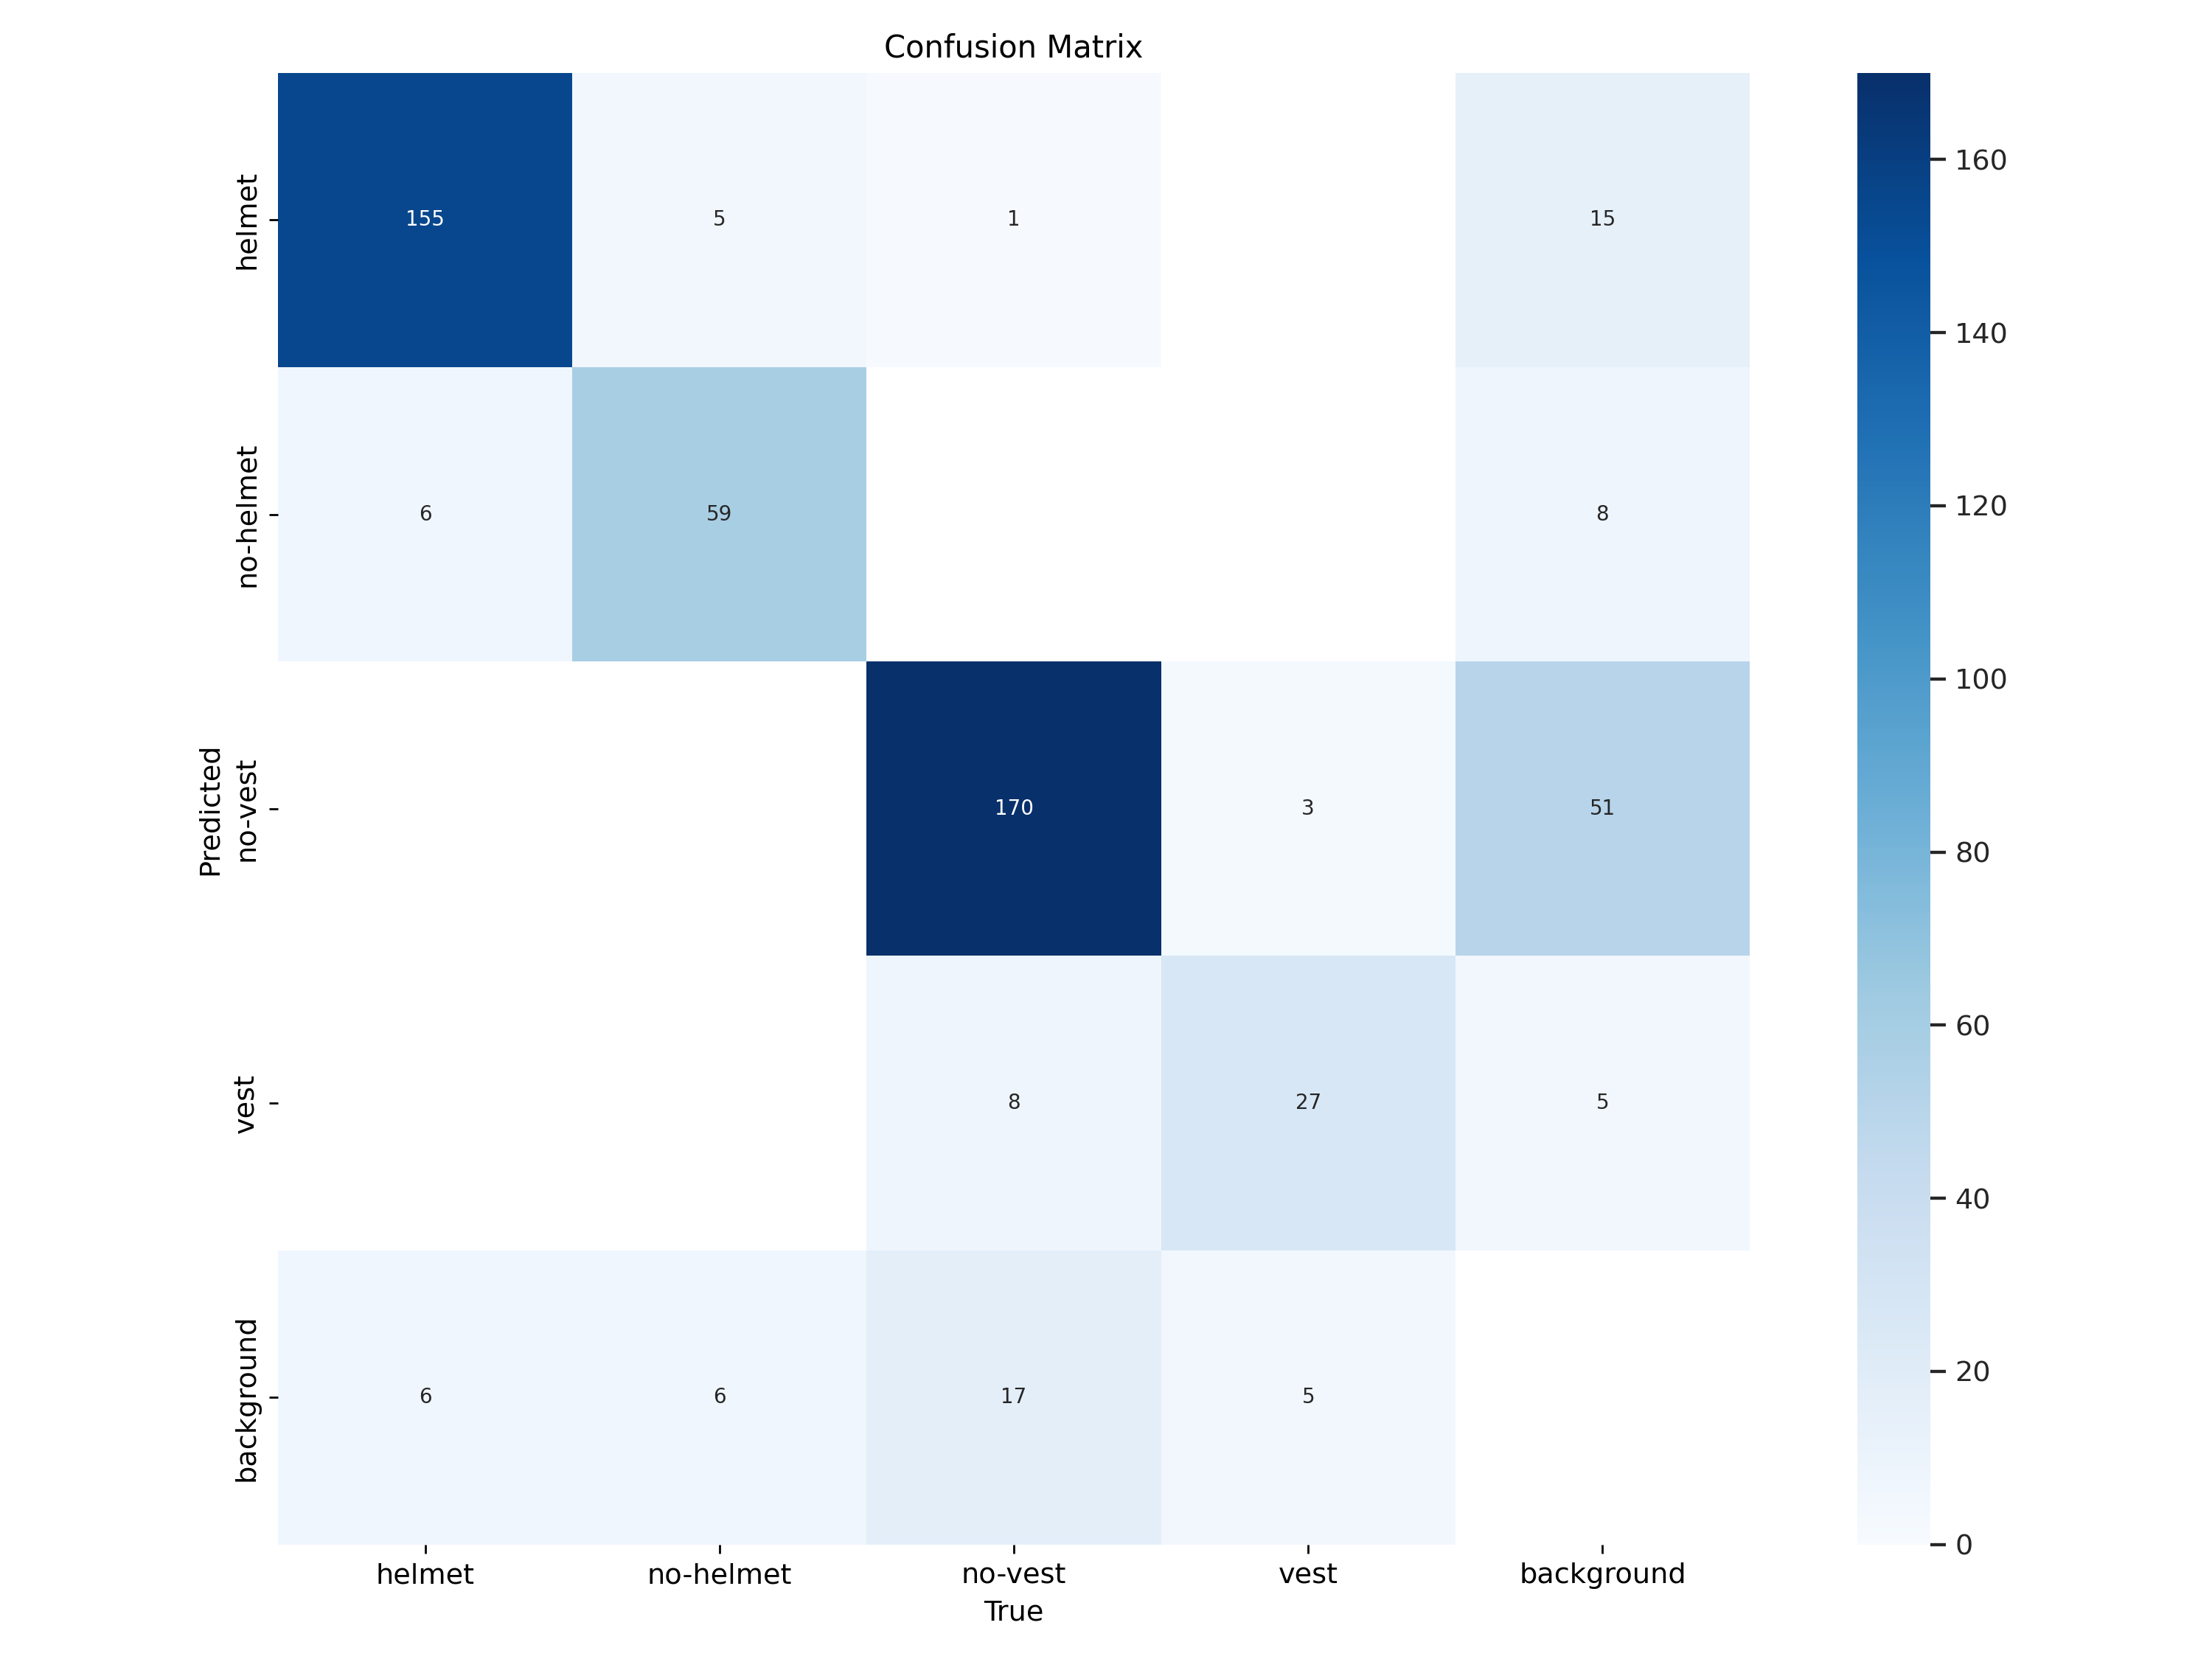 Confusion Matrix
helmet
155 5 1 15
no-helmet
6 59 8
Predicted
no-vest
170 3 51
vest
8 27 5
background
6 6 17 5
helmet no-helmet no-vest vest background
True
160
140
120
100
80
60
40
20
0